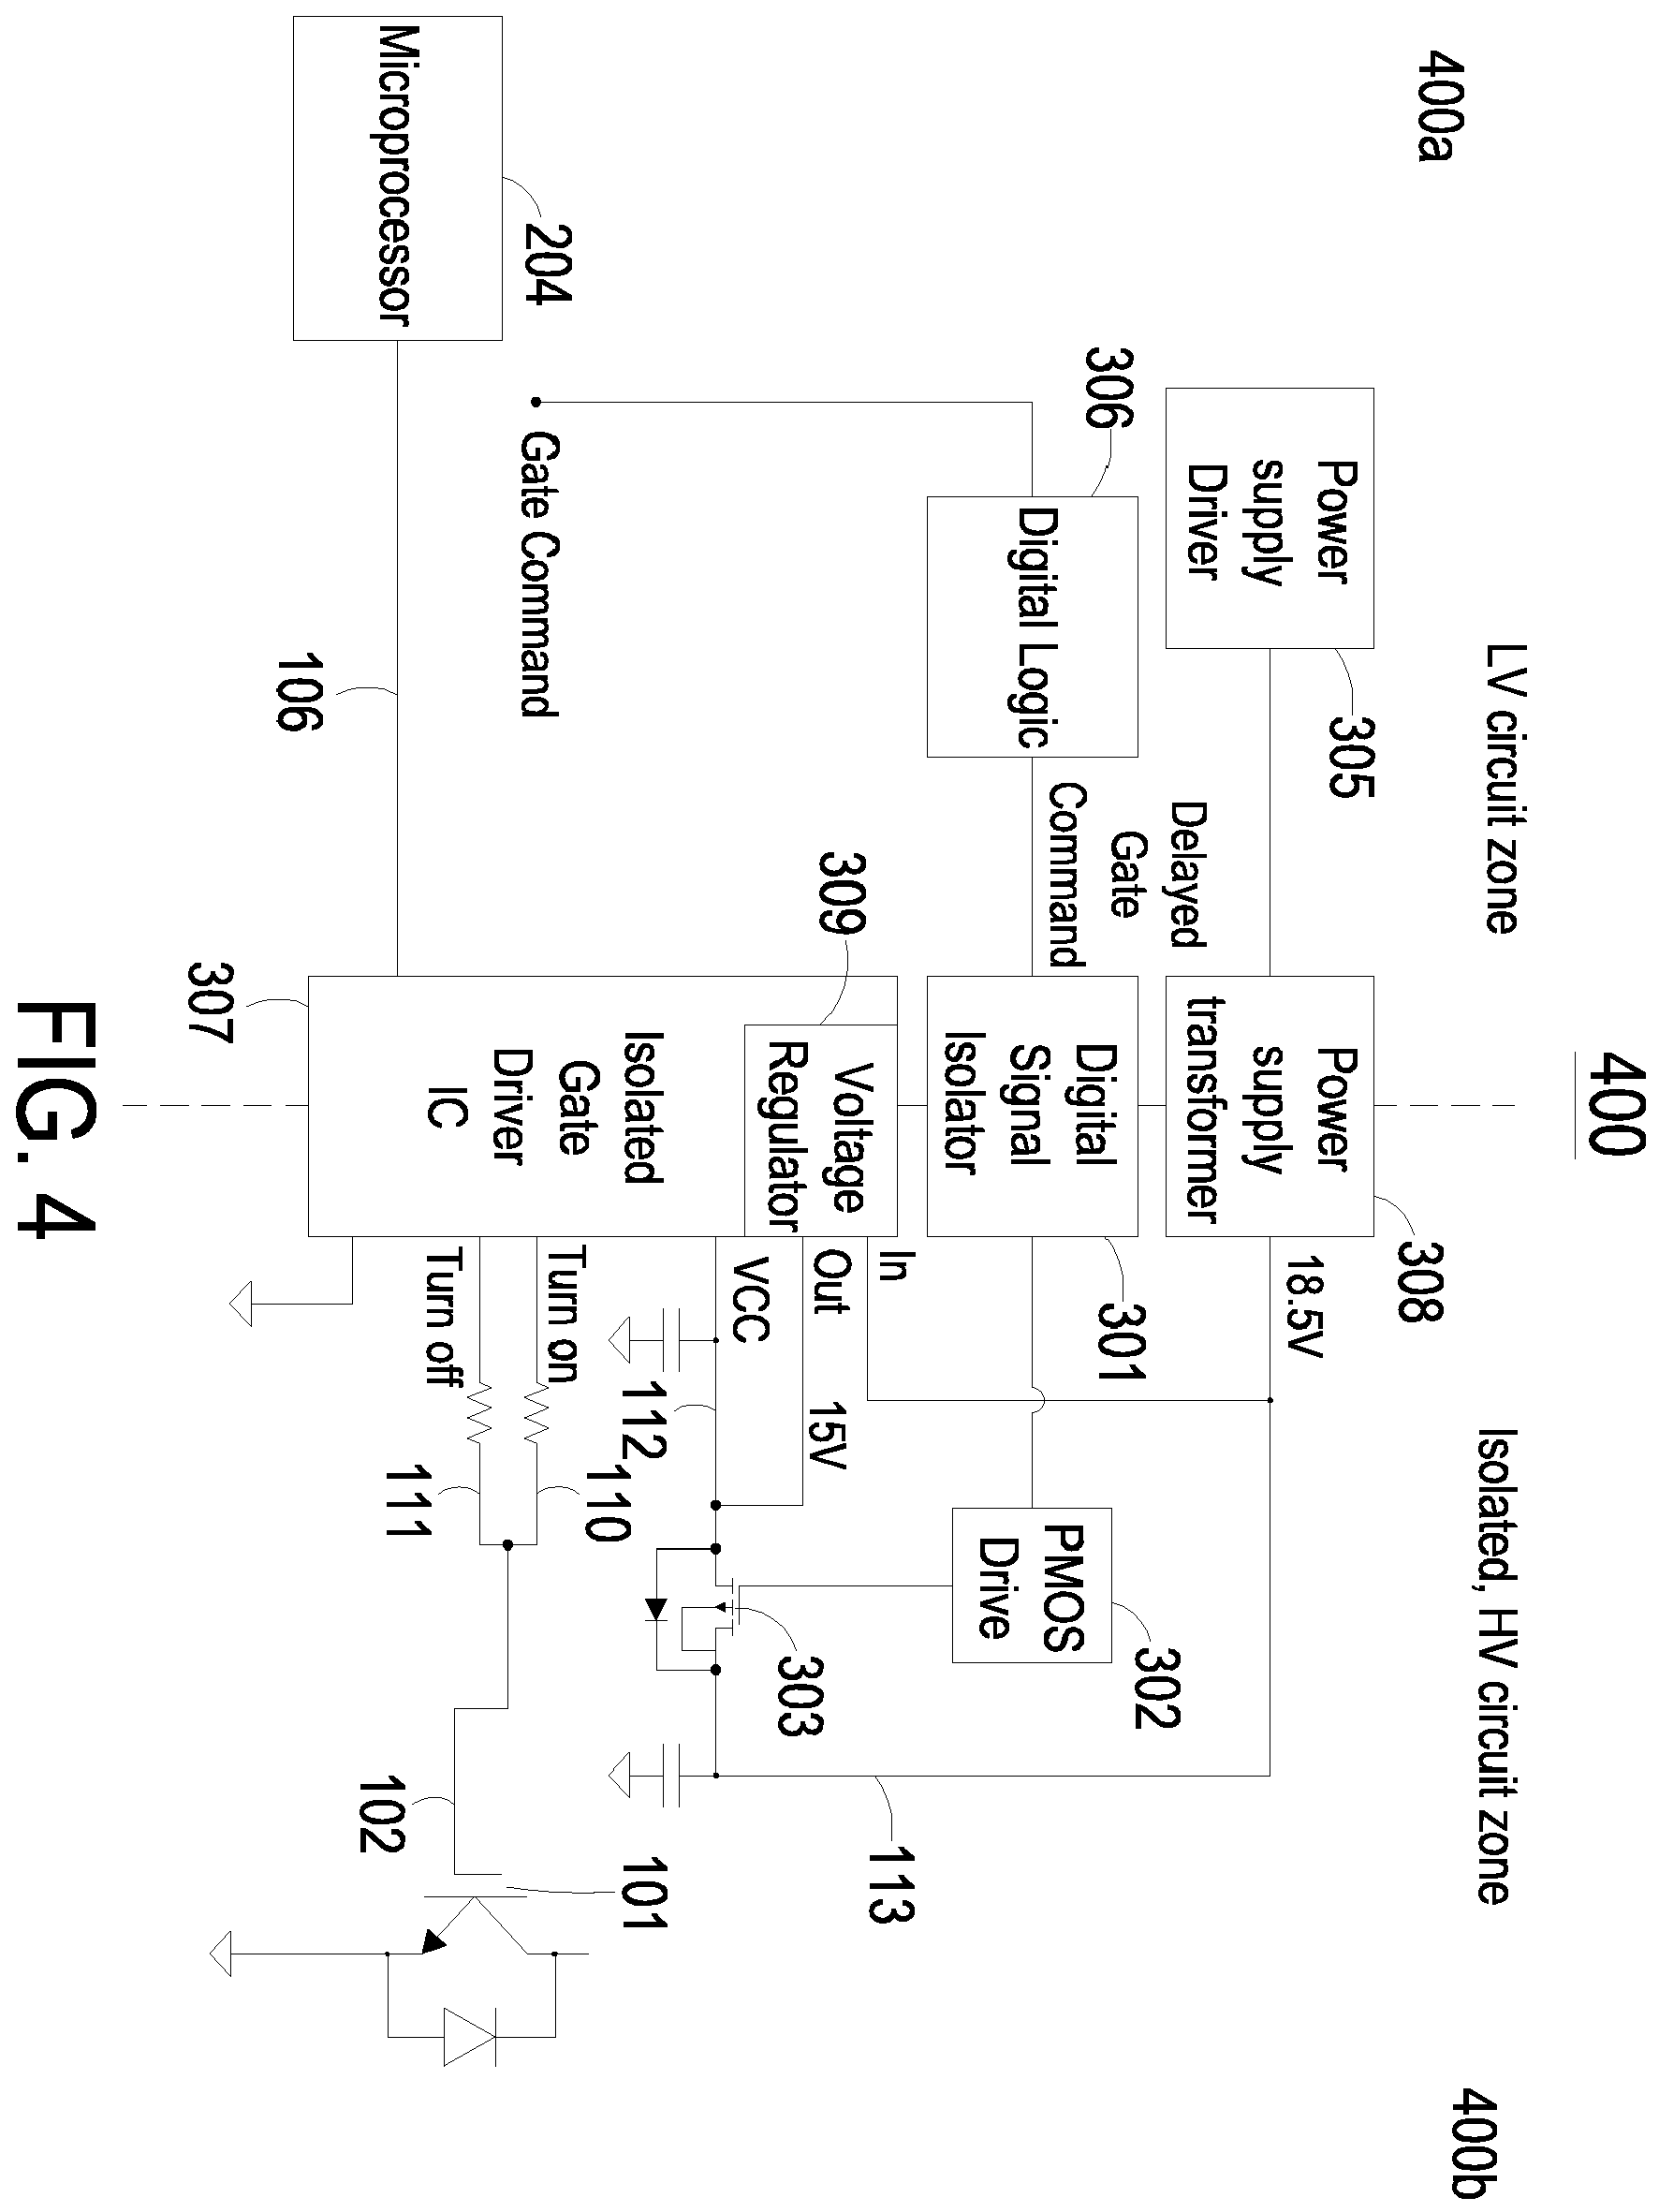 400
400a
LV circuit zone
Isolated, HV circuit zone
400b
Power
supply
Driver
305
Power
supply
transformer
308
18.5V
Delayed
Gate
Command
306
Digital Logic
Digital
Signal
Isolator
301
PMOS
Drive
302
113
309
Voltage
Regulator
In
Out
15V
303
VCC
112
Isolated
Gate
Driver
IC
Gate Command
Turn on
110
101
204
Microprocessor
Turn off
111
102
106
307
FIG. 4